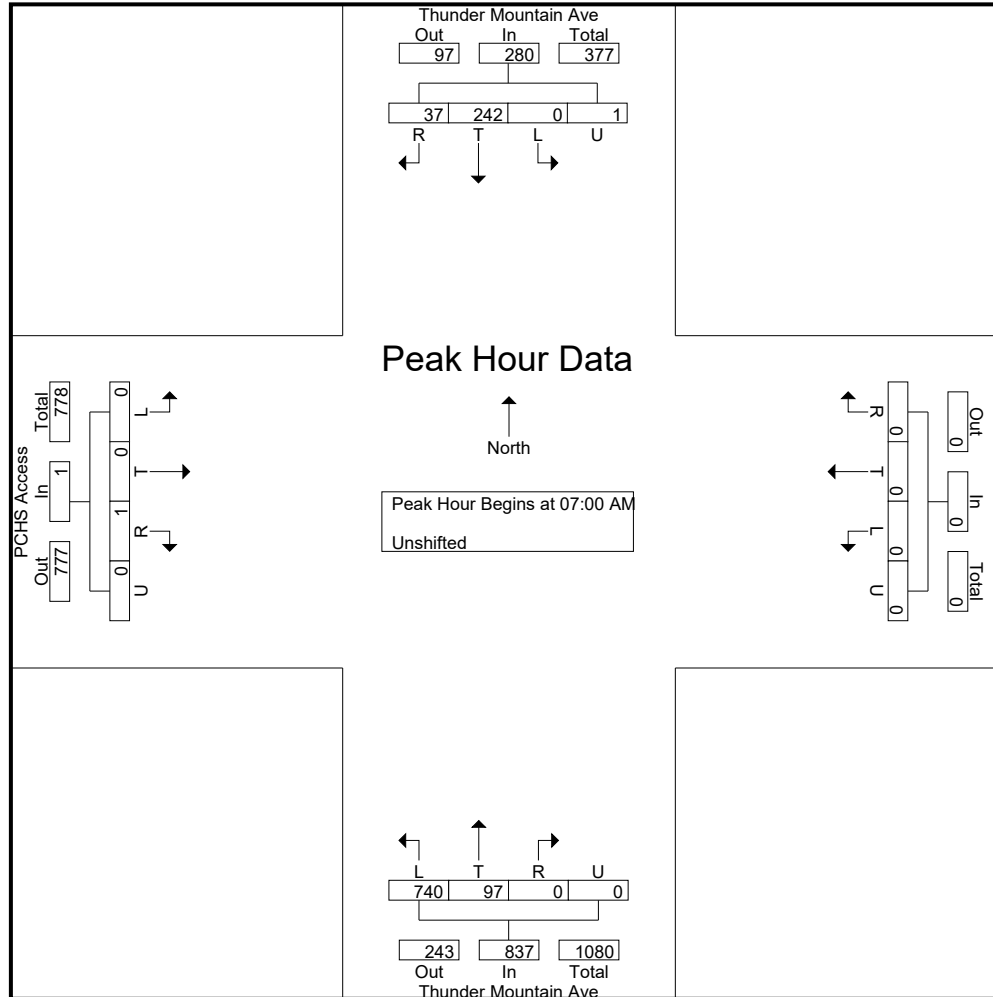 Thunder Mountain Ave
Out In Total
97 280 377
37 242 0 1
R T L U
Peak Hour Data
North
Peak Hour Begins at 07:00 AM
Unshifted
PCHS Access
Total In Out
778 1 777
0 0 1 0
L T R U
R T L U
0 0 0 0
Out In Total
0 0 0
L T R U
740 97 0 0
243 837 1080
Out In Total
Thunder Mountain Ave